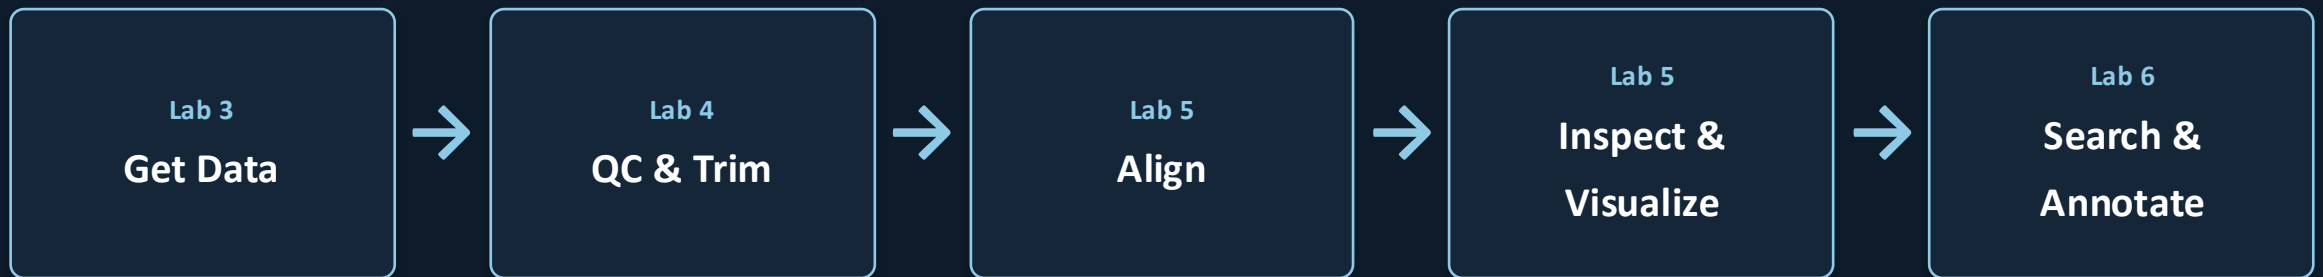 Lab 3
Get Data
Lab 4
QC & Trim
Lab 5
Align
Lab 5
Inspect &
Visualize
Lab 6
Search &
Annotate